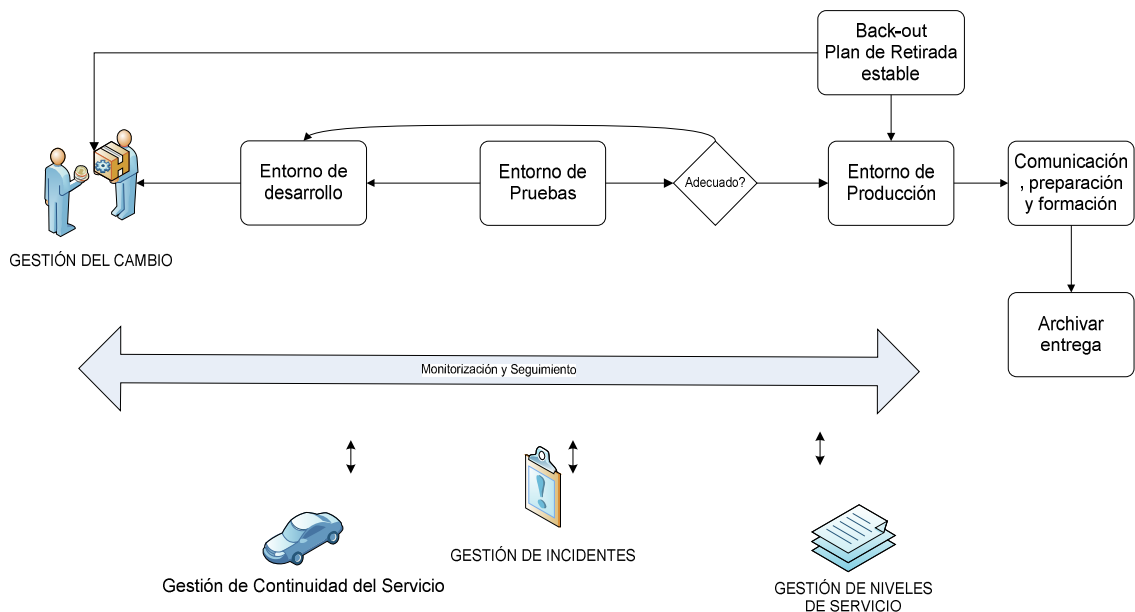 Back-out
Plan de Retirada
estable
Entorno de
desarrollo
Entorno de
Pruebas
Adecuado?
Entorno de
Producción
Comunicación
, preparación
y formación
GESTIÓN DEL CAMBIO
Archivar
entrega
Monitorización y Seguimiento
Gestión de Continuidad del Servicio
GESTIÓN DE INCIDENTES
GESTIÓN DE NIVELES
DE SERVICIO